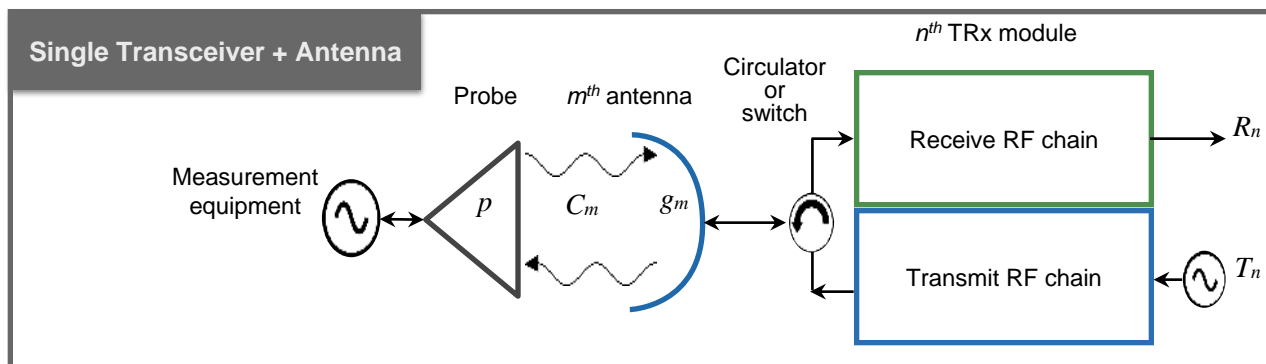 Single Transceiver + Antenna
nth TRx module
Circulator
or
switch
Probe
mth antenna
Receive RF chain
Rn
Measurement
equipment
p
Cm
gm
Transmit RF chain
Tn